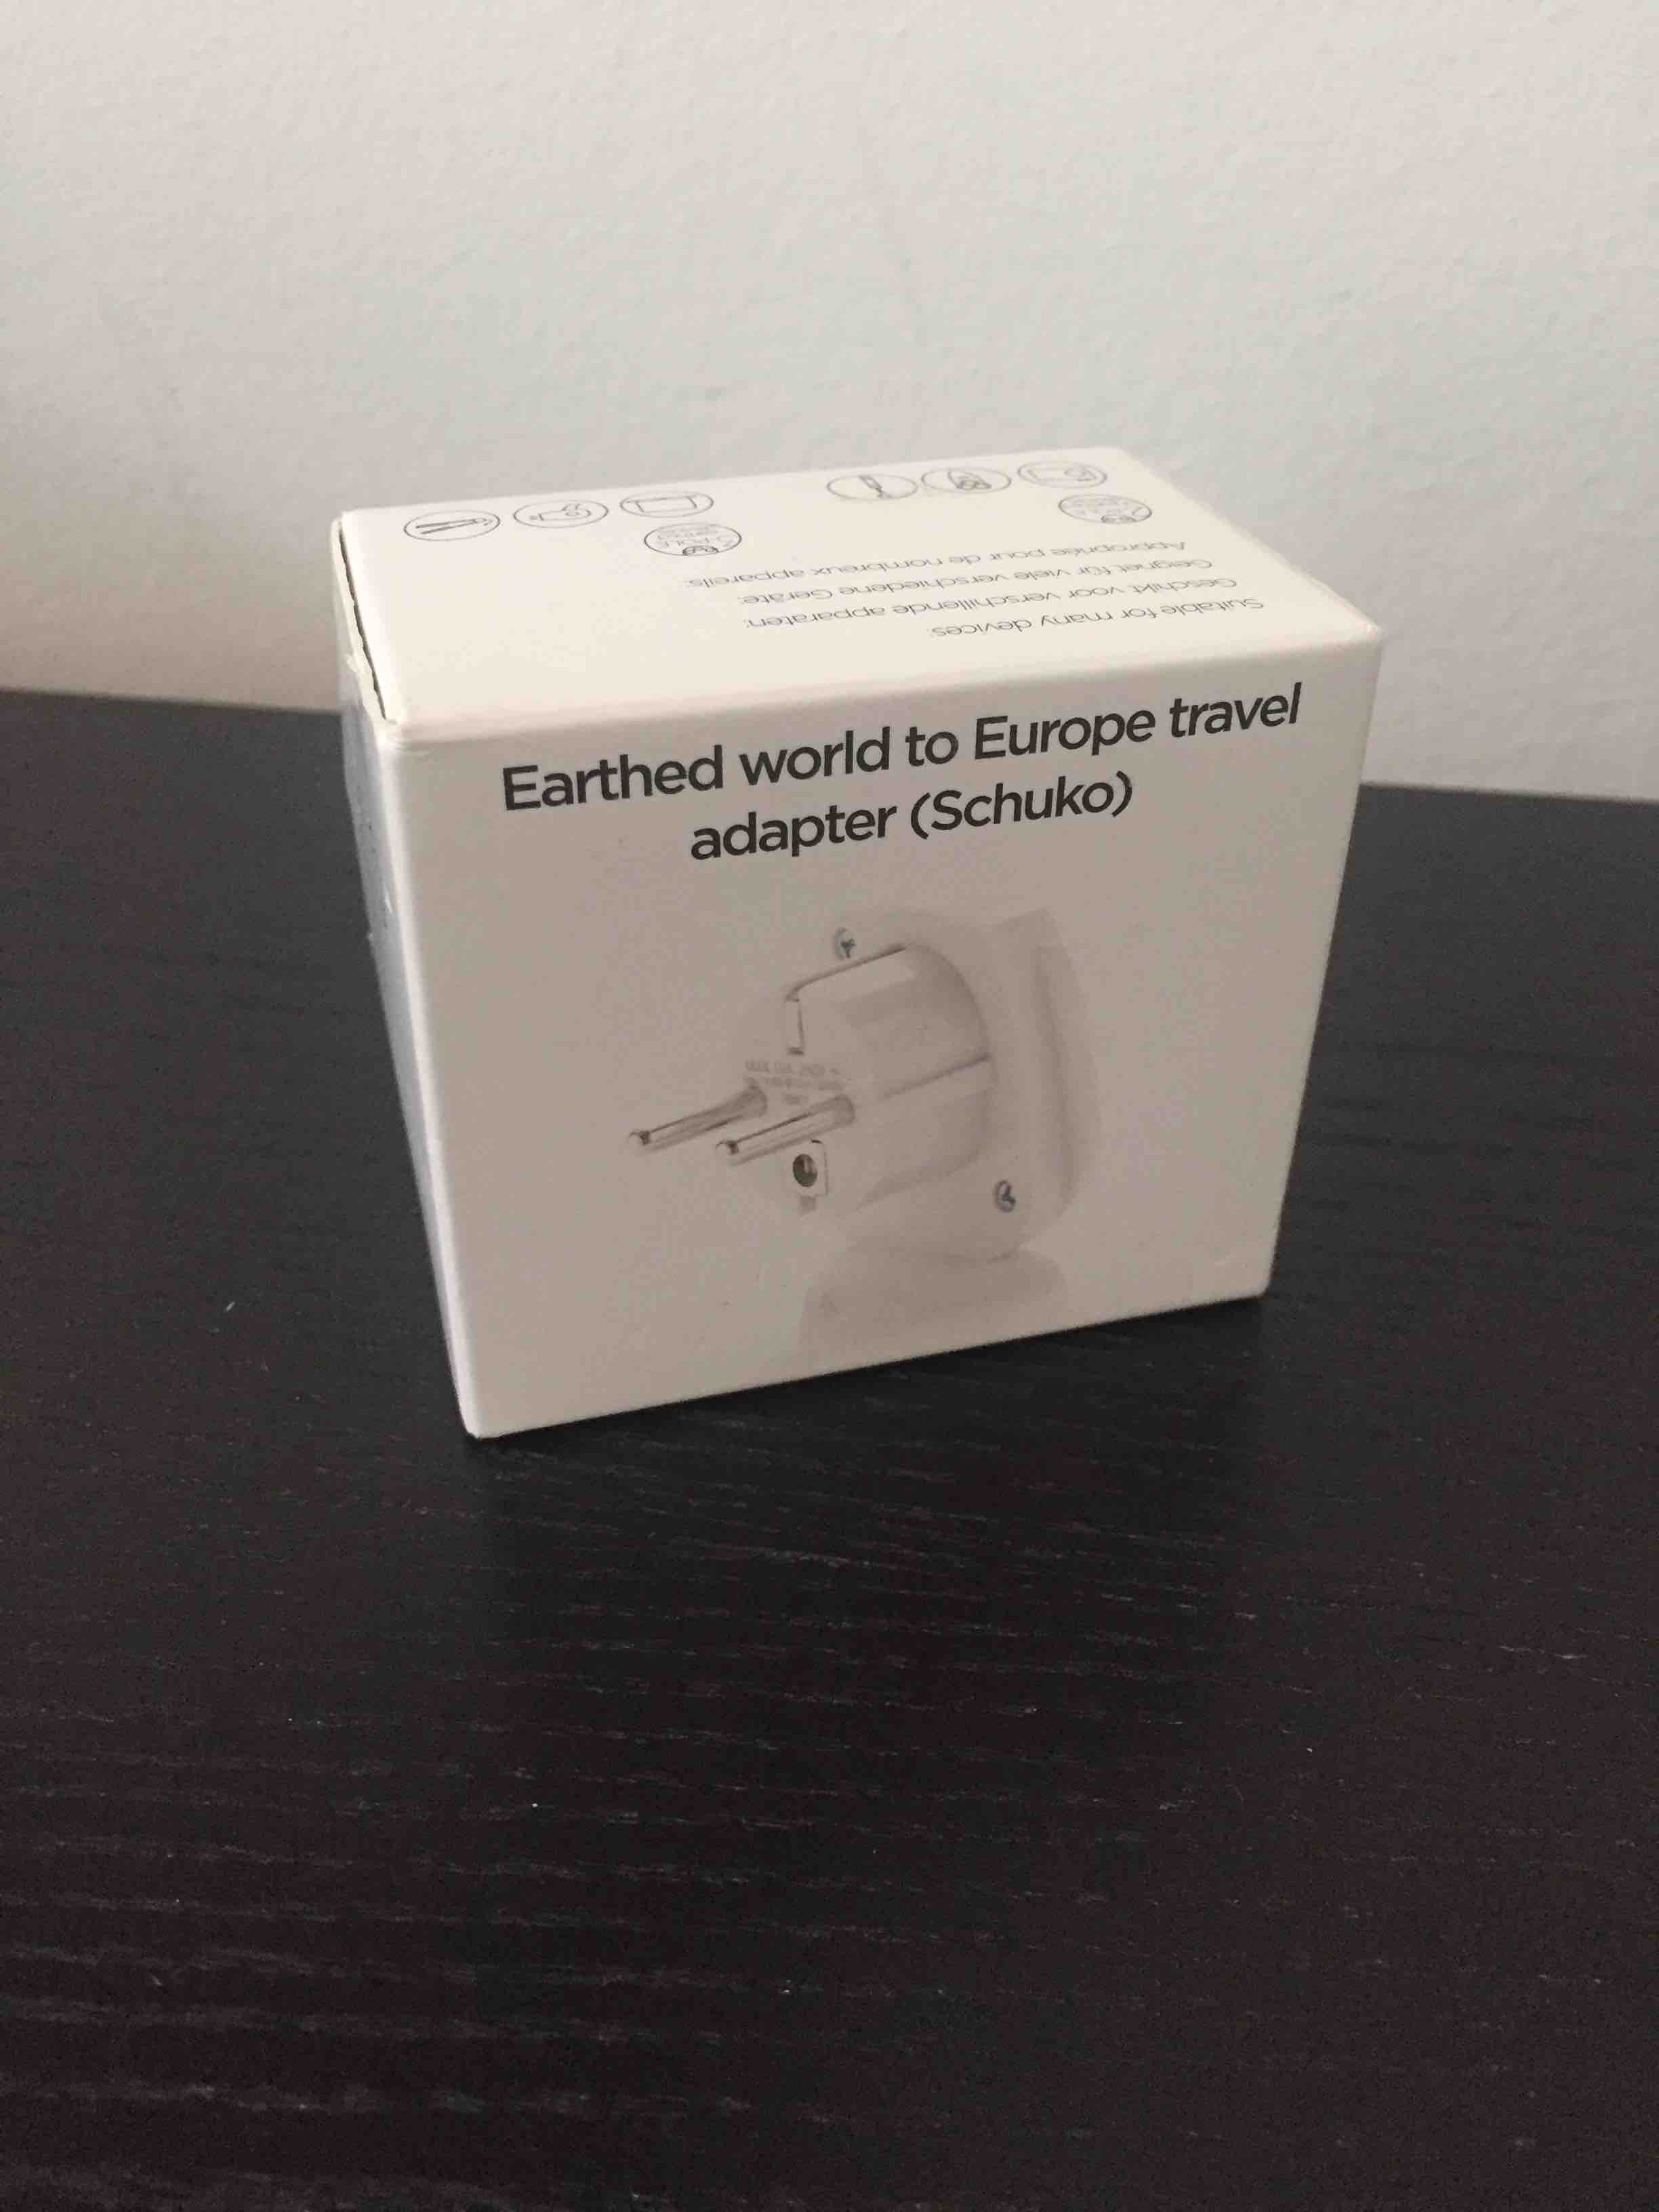 Earthed world to Europe travel
adapter (Schuko)
Suitable for many devices:
Geschikt voor verschillende apparaten:
Geignet für viele verschiedene Geräte:
Appropriée pour de nombreux appareils: